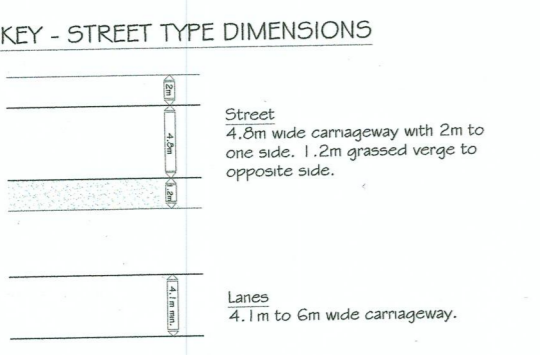 KEY - STREET TYPE DIMENSIONS
2m
Street
4.8m wide carriageway with 2m to
4.8m
one side. 1.2m grassed verge to
opposite side.
1.2m
Lanes
4.1m min.
4.1m to 6m wide carriageway.